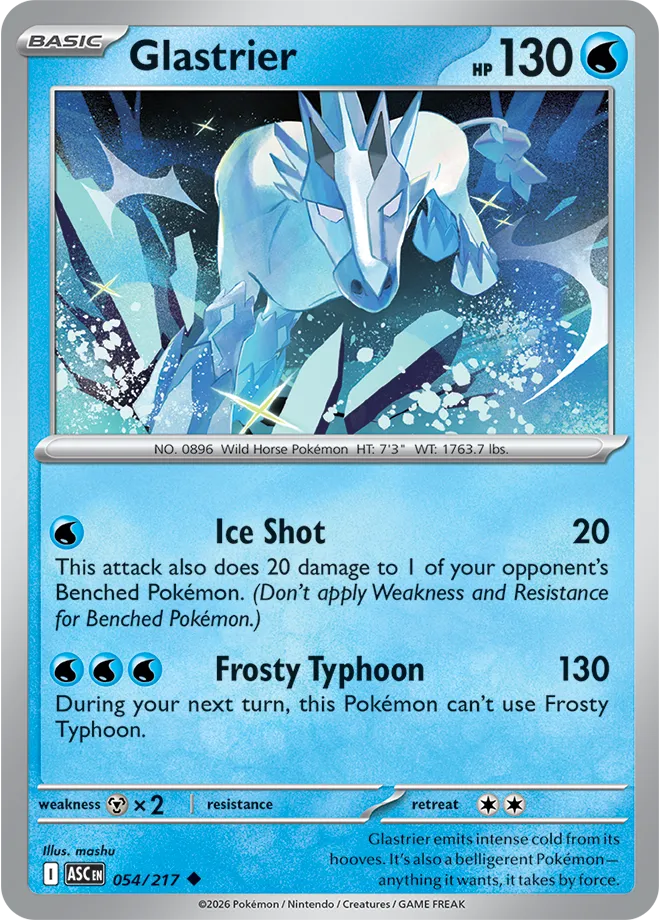 BASIC
Glastrier
HP 130
NO. 0896 Wild Horse Pokémon HT: 7'3" WT: 1763.7 lbs.
Ice Shot 20
This attack also does 20 damage to 1 of your opponent's
Benched Pokémon. (Don't apply Weakness and Resistance
for Benched Pokémon.)
Frosty Typhoon 130
During your next turn, this Pokémon can't use Frosty
Typhoon.
weakness ×2 resistance retreat
Illus. mashu
Glastrier emits intense cold from its
hooves. It's also a belligerent Pokémon—
anything it wants, it takes by force.
I ASC EN 054/217
©2026 Pokémon / Nintendo / Creatures / GAME FREAK